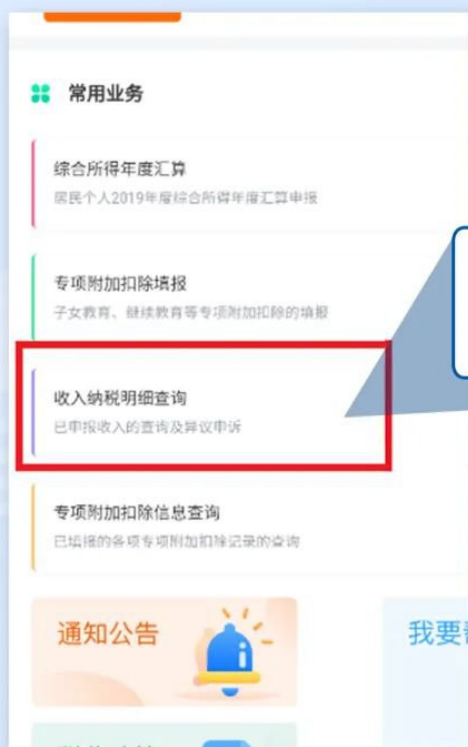 常用业务
综合所得年度汇算
居民个人2019年度综合所得年度汇算申报
专项附加扣除填报
子女教育、继续教育等专项附加扣除的填报
收入纳税明细查询
已申报收入的查询及异议申诉
专项附加扣除信息查询
已填报的各项专项附加扣除记录的查询
通知公告
我要